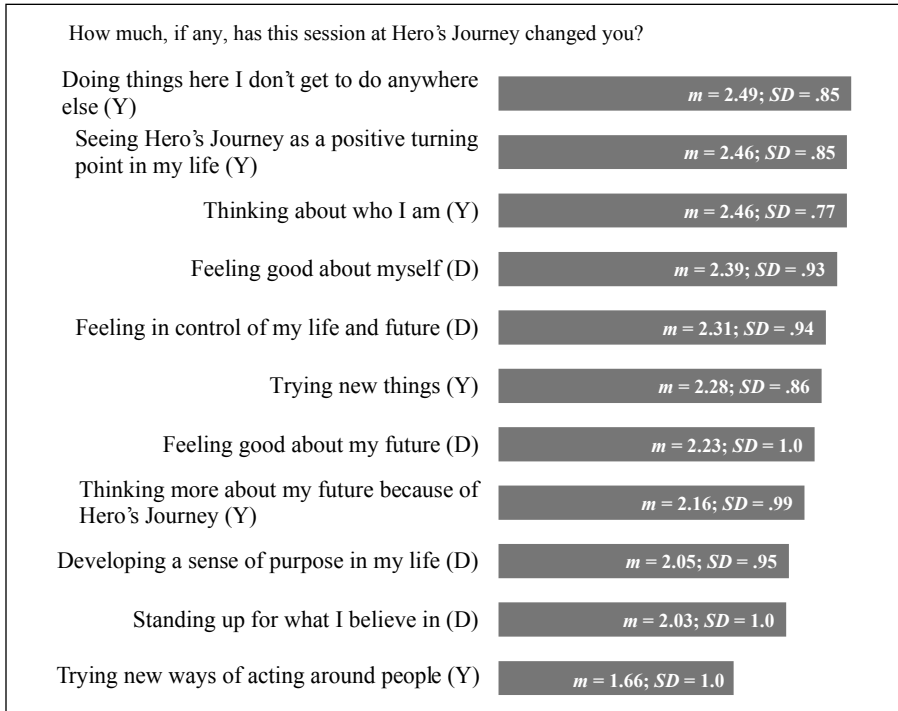 How much, if any, has this session at Hero’s Journey changed you?
Doing things here I don’t get to do anywhere
else (Y)
m = 2.49; SD = .85
Seeing Hero’s Journey as a positive turning
point in my life (Y)
m = 2.46; SD = .85
Thinking about who I am (Y)
m = 2.46; SD = .77
Feeling good about myself (D)
m = 2.39; SD = .93
Feeling in control of my life and future (D)
m = 2.31; SD = .94
Trying new things (Y)
m = 2.28; SD = .86
Feeling good about my future (D)
m = 2.23; SD = 1.0
Thinking more about my future because of
Hero’s Journey (Y)
m = 2.16; SD = .99
Developing a sense of purpose in my life (D)
m = 2.05; SD = .95
Standing up for what I believe in (D)
m = 2.03; SD = 1.0
Trying new ways of acting around people (Y)
m = 1.66; SD = 1.0